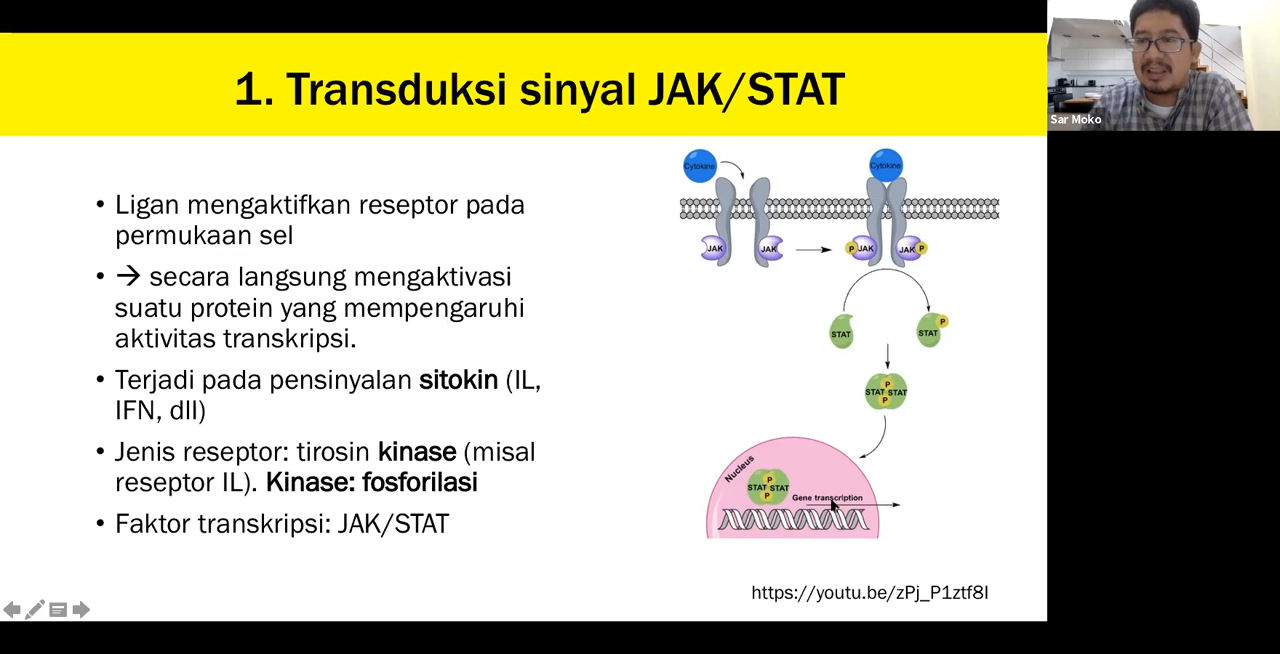 1. Transduksi sinyal JAK/STAT
Sar Moko
• Ligan mengaktifkan reseptor pada
permukaan sel
• → secara langsung mengaktivasi
suatu protein yang mempengaruhi
aktivitas transkripsi.
• Terjadi pada pensinyalan sitokin (IL,
IFN, dll)
• Jenis reseptor: tirosin kinase (misal
reseptor IL). Kinase: fosforilasi
• Faktor transkripsi: JAK/STAT
Cytokine
Cytokine
JAK
JAK
P JAK
JAK P
STAT
STAT P
P
STAT STAT
P
Nucleus
P
STAT STAT
P
Gene transcription
https://youtu.be/zPj_P1ztf8I